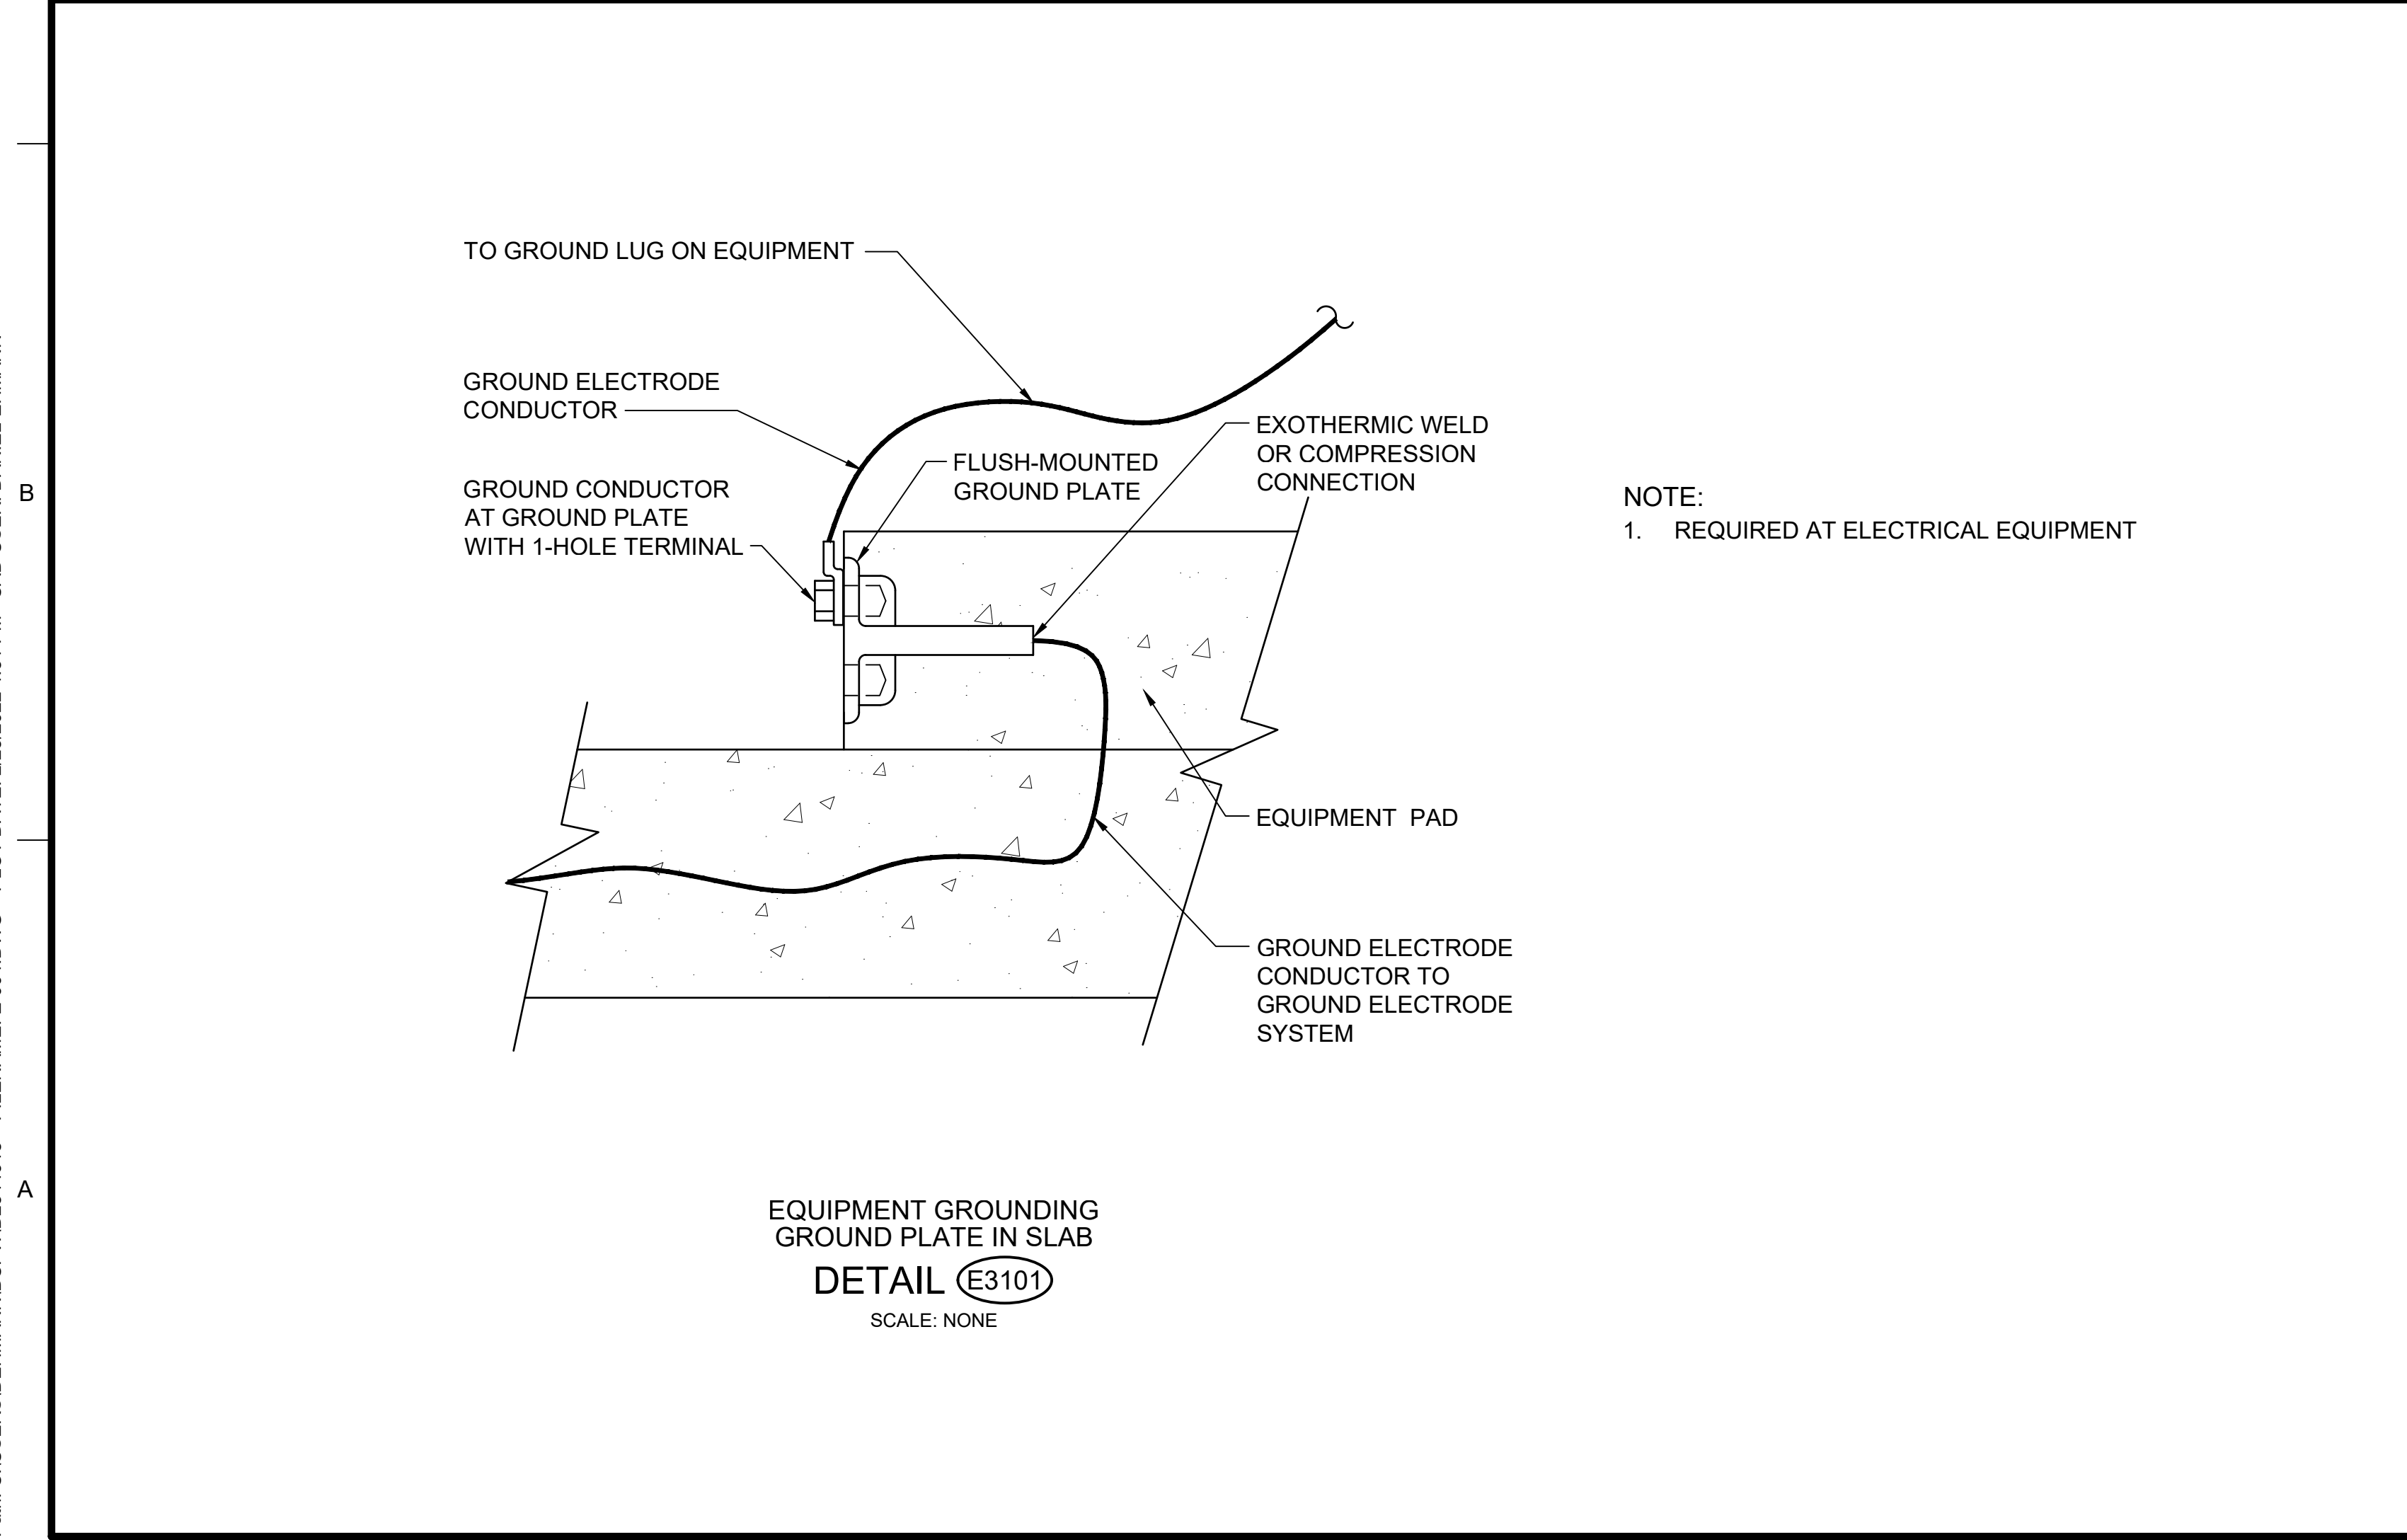 TO GROUND LUG ON EQUIPMENT
GROUND ELECTRODE
CONDUCTOR
GROUND CONDUCTOR
AT GROUND PLATE
WITH 1-HOLE TERMINAL
FLUSH-MOUNTED
GROUND PLATE
EXOTHERMIC WELD
OR COMPRESSION
CONNECTION
NOTE:
1. REQUIRED AT ELECTRICAL EQUIPMENT
B
EQUIPMENT PAD
GROUND ELECTRODE
CONDUCTOR TO
GROUND ELECTRODE
SYSTEM
A
EQUIPMENT GROUNDING
GROUND PLATE IN SLAB
DETAIL E3101
SCALE: NONE